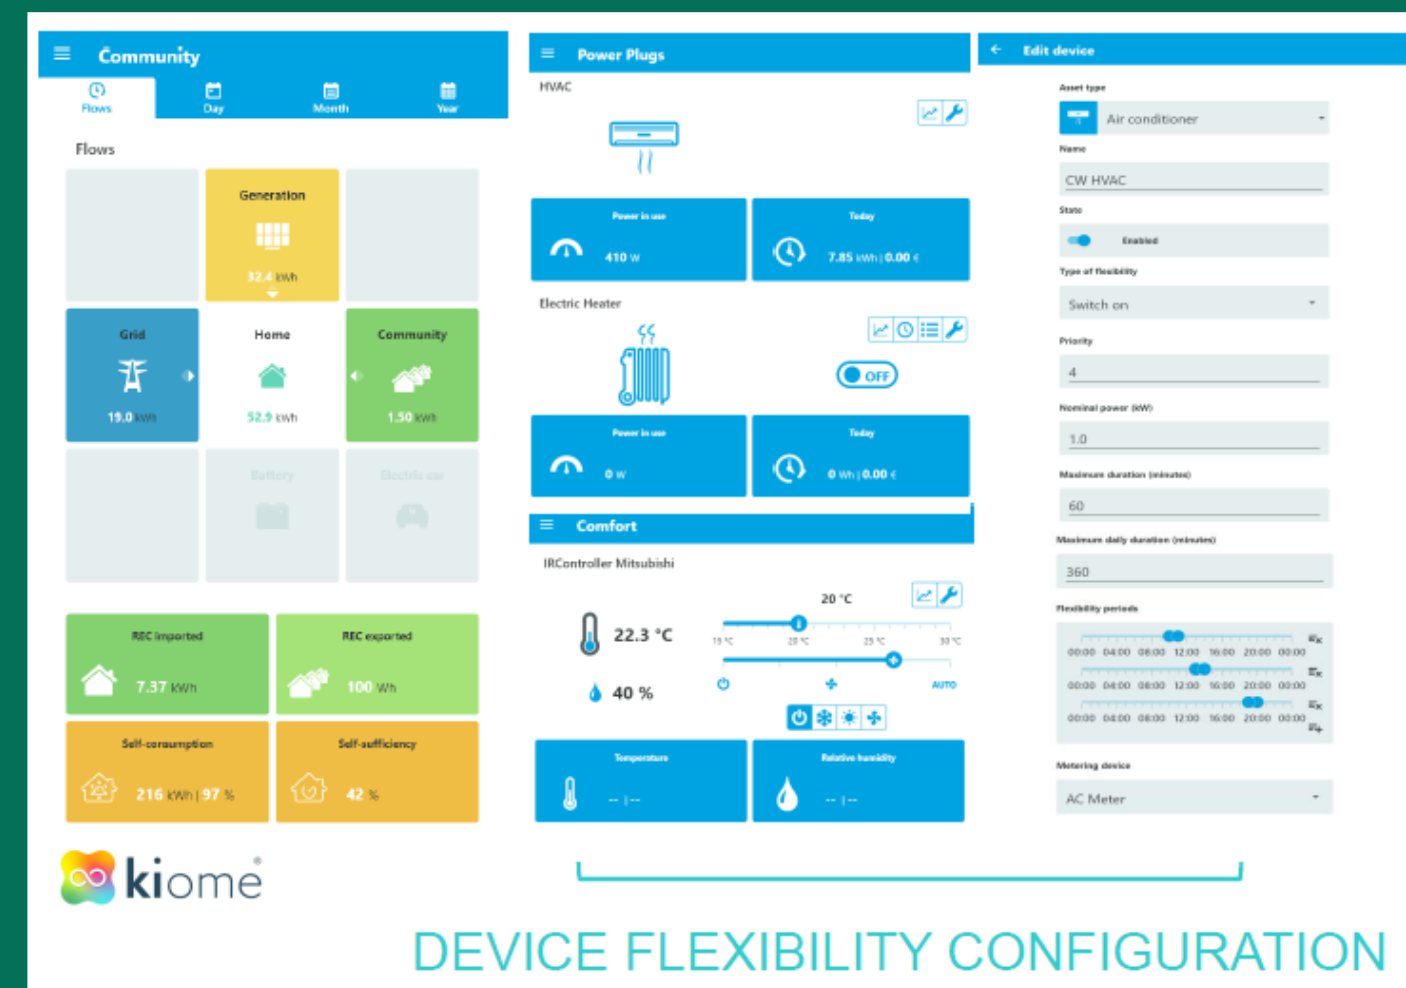 Community
Flows
Day
Month
Year
Flows
Generation
32.4 kWh
Grid
19.0 kWh
Home
52.9 kWh
Community
1.50 kWh
Battery
Electric car
REC imported
7.37 kWh
REC exported
100 Wh
Self-consumption
216 kWh | 97 %
Self-sufficiency
42 %
kiome
Power Plugs
HVAC
Power in use
410 W
Today
7.85 kWh | 0.00 €
Electric Heater
OFF
Power in use
0 W
Today
0 Wh | 0.00 €
Comfort
IRController Mitsubishi
22.3 °C
40 %
20 °C
15 °C 20 °C 25 °C 30 °C
AUTO
Temperature
-- | --
Relative humidity
-- | --
Edit device
Asset type
Air conditioner
Name
CW HVAC
State
Enabled
Type of flexibility
Switch on
Priority
4
Nominal power (kW)
1.0
Maximum duration (minutes)
60
Maximum daily duration (minutes)
360
Flexibility periods
00:00 04:00 08:00 12:00 16:00 20:00 00:00
00:00 04:00 08:00 12:00 16:00 20:00 00:00
00:00 04:00 08:00 12:00 16:00 20:00 00:00
Metering device
AC Meter
DEVICE FLEXIBILITY CONFIGURATION